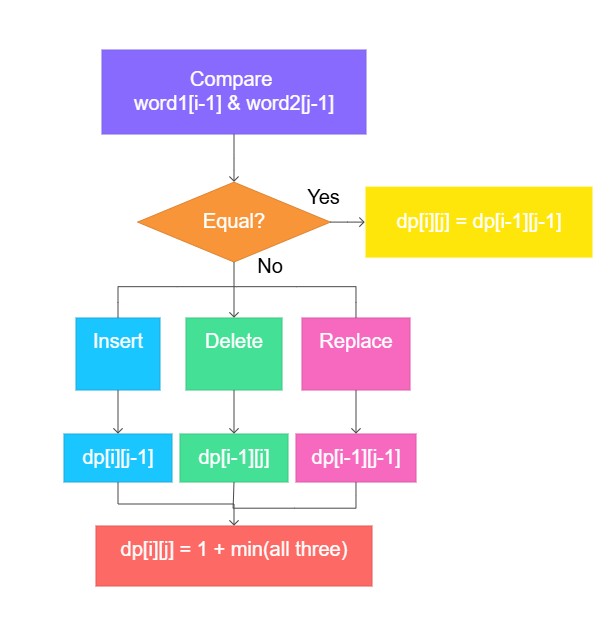 Compare
word1[i-1] & word2[j-1]
Equal?
Yes
dp[i][j] = dp[i-1][j-1]
No
Insert
Delete
Replace
dp[i][j-1]
dp[i-1][j]
dp[i-1][j-1]
dp[i][j] = 1 + min(all three)